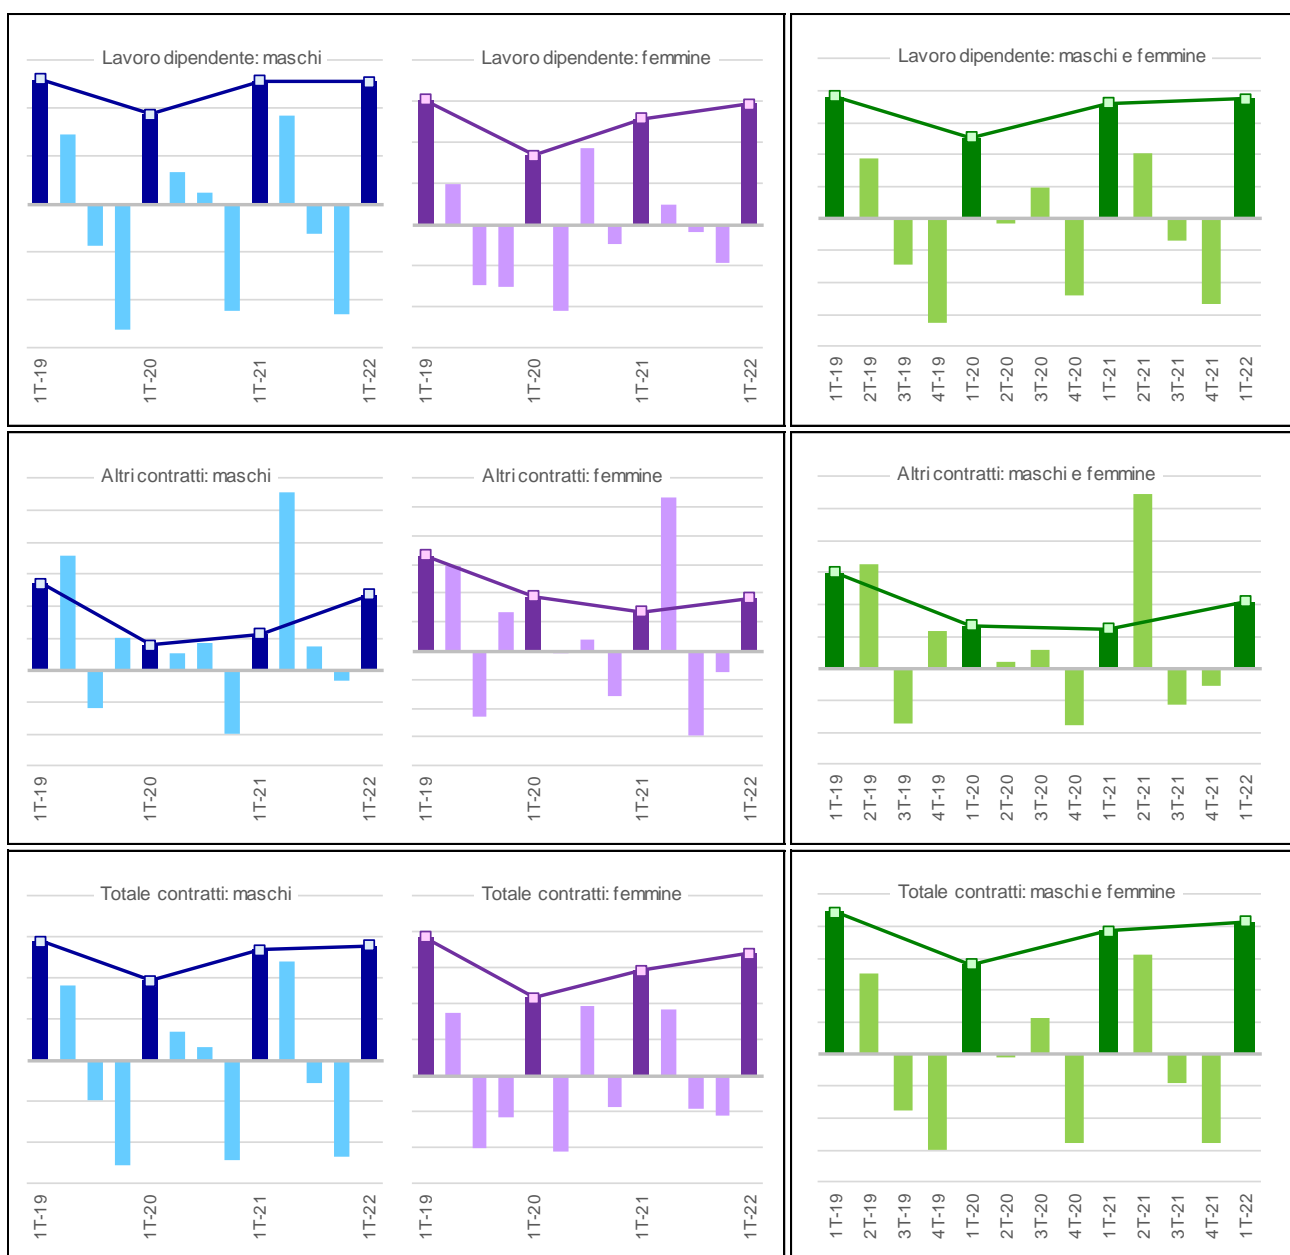 Lavoro dipendente: maschi
1T-19
1T-20
1T-21
1T-22
Lavoro dipendente: femmine
1T-19
1T-20
1T-21
1T-22
Lavoro dipendente: maschi e femmine
1T-19
2T-19
3T-19
4T-19
1T-20
2T-20
3T-20
4T-20
1T-21
2T-21
3T-21
4T-21
1T-22
Altri contratti: maschi
1T-19
1T-20
1T-21
1T-22
Altri contratti: femmine
1T-19
1T-20
1T-21
1T-22
Altri contratti: maschi e femmine
1T-19
2T-19
3T-19
4T-19
1T-20
2T-20
3T-20
4T-20
1T-21
2T-21
3T-21
4T-21
1T-22
Totale contratti: maschi
1T-19
1T-20
1T-21
1T-22
Totale contratti: femmine
1T-19
1T-20
1T-21
1T-22
Totale contratti: maschi e femmine
1T-19
2T-19
3T-19
4T-19
1T-20
2T-20
3T-20
4T-20
1T-21
2T-21
3T-21
4T-21
1T-22